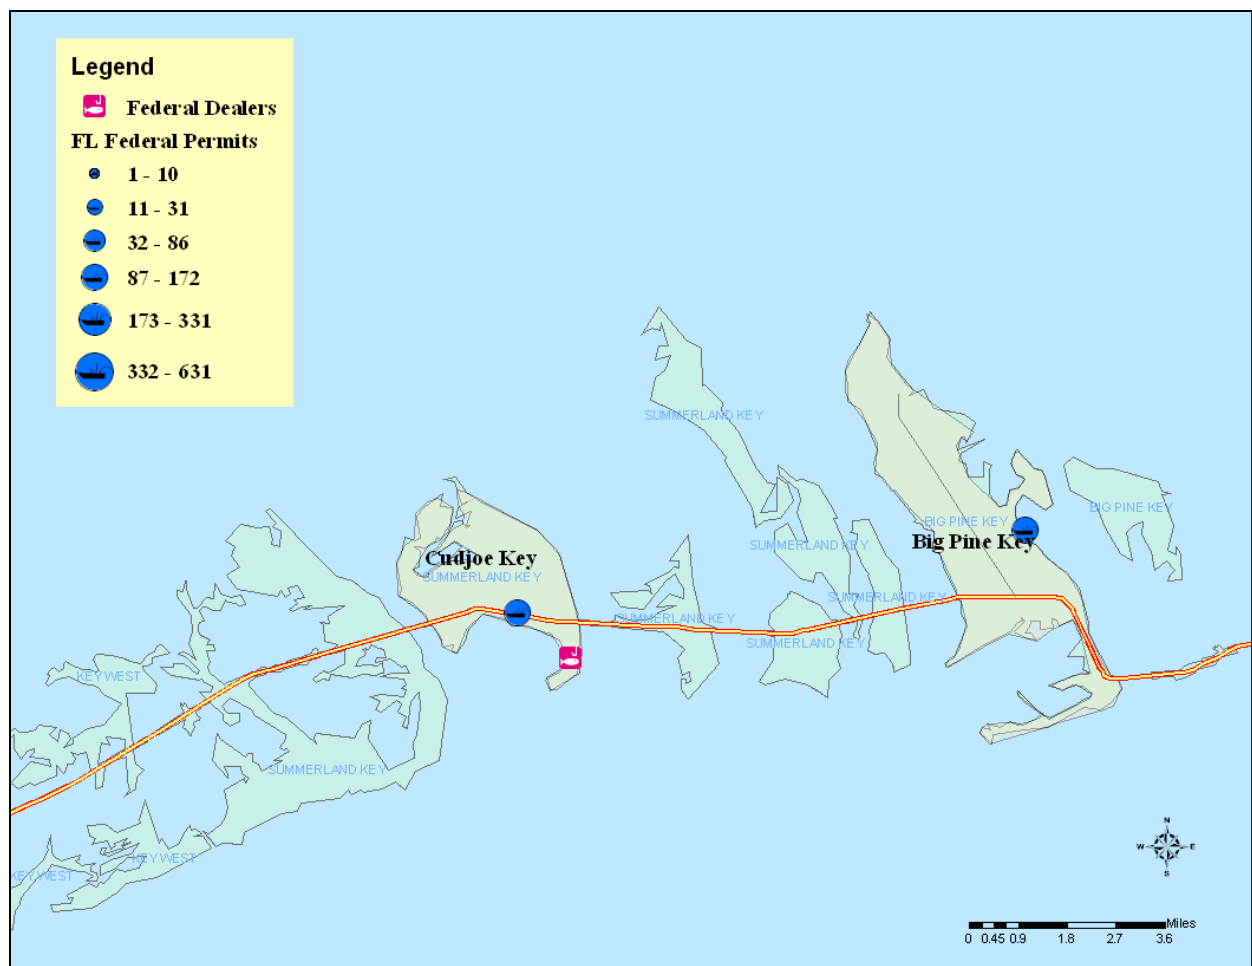 Legend
Federal Dealers
FL Federal Permits
1 - 10
11 - 31
32 - 86
87 - 172
173 - 331
332 - 631
SUMMERLAND KEY
BIG PINE KEY
BIG PINE KEY
Big Pine Key
SUMMERLAND KEY
Cudjoe Key
SUMMERLAND KEY
SUMMERLAND KEY
SUMMERLAND KEY
SUMMERLAND KEY
KEY WEST
SUMMERLAND KEY
KEY WEST
KEY WEST
N
W E
S
Miles
0 0.45 0.9 1.8 2.7 3.6